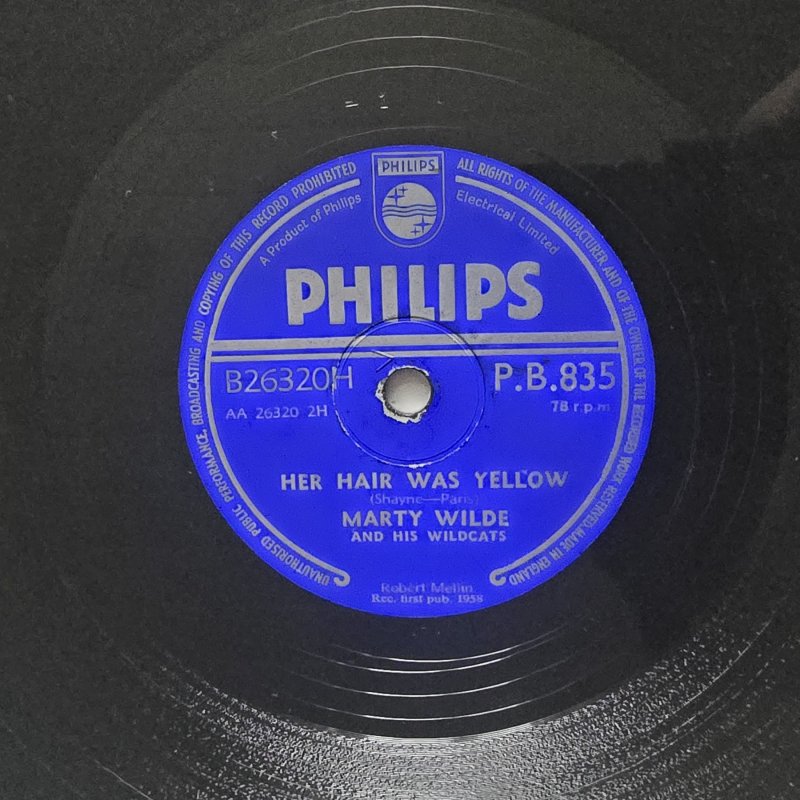 PHILIPS
UNAUTHORISED PUBLIC PERFORMANCE, BROADCASTING AND COPYING OF THIS RECORD PROHIBITED
ALL RIGHTS OF THE MANUFACTURER AND OF THE OWNER OF THE RECORDED WORK RESERVED. MADE IN ENGLAND
A Product of Philips
Electrical Limited
PHILIPS
B26320H
P.B.835
AA 26320 2H
78 r.p.m
HER HAIR WAS YELLOW
(Shayne—Paris)
MARTY WILDE
AND HIS WILDCATS
Robert Mellin
Rec. first pub. 1958